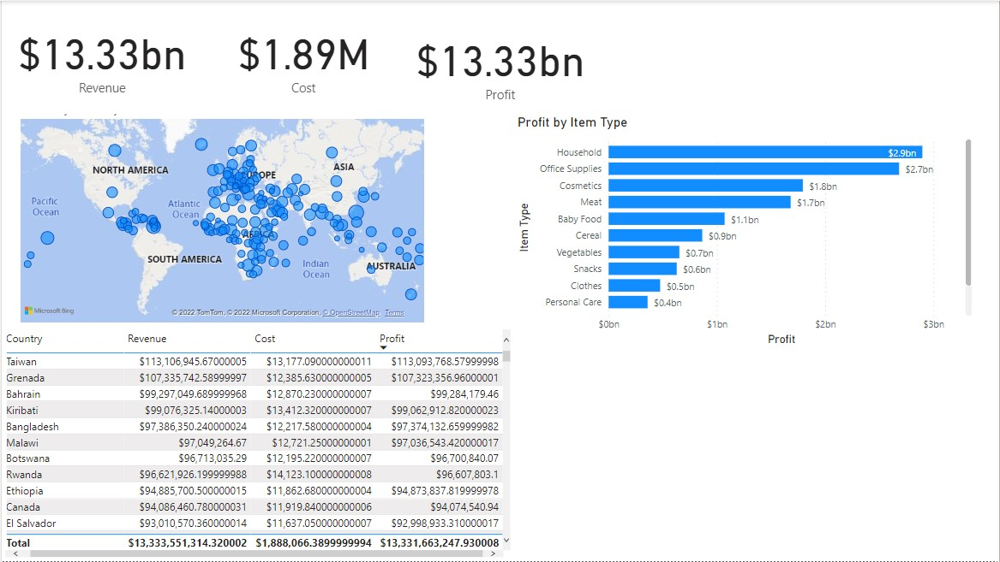 $13.33bn
Revenue
$1.89M
Cost
$13.33bn
Profit
NORTH AMERICA
EUROPE
ASIA
Pacific
Ocean
Atlantic
Ocean
AFRICA
SOUTH AMERICA
Indian
Ocean
AUSTRALIA
Microsoft Bing
© 2022 TomTom, © 2022 Microsoft Corporation, © OpenStreetMap Terms
Profit by Item Type
Item Type
Household $2.9bn
Office Supplies $2.7bn
Cosmetics $1.8bn
Meat $1.7bn
Baby Food $1.1bn
Cereal $0.9bn
Vegetables $0.7bn
Snacks $0.6bn
Clothes $0.5bn
Personal Care $0.4bn
$0bn $1bn $2bn $3bn
Profit
Country Revenue Cost Profit
Taiwan $113,106,945.67000005 $13,177.090000000011 $113,093,768.57999998
Grenada $107,335,742.58999997 $12,385.630000000005 $107,323,356.96000001
Bahrain $99,297,049.689999968 $12,870.230000000007 $99,284,179.46
Kiribati $99,076,325.14000003 $13,412.320000000007 $99,062,912.820000023
Bangladesh $97,386,350.240000024 $12,217.580000000004 $97,374,132.659999982
Malawi $97,049,264.67 $12,721.25000000001 $97,036,543.420000017
Botswana $96,713,035.29 $12,195.220000000007 $96,700,840.07
Rwanda $96,621,926.199999988 $14,123.100000000008 $96,607,803.1
Ethiopia $94,885,700.500000015 $11,862.680000000004 $94,873,837.819999978
Canada $94,086,460.780000031 $11,919.840000000006 $94,074,540.94
El Salvador $93,010,570.360000014 $11,637.050000000007 $92,998,933.310000017
Total $13,333,551,314.320002 $1,888,066.3899999994 $13,331,663,247.930008